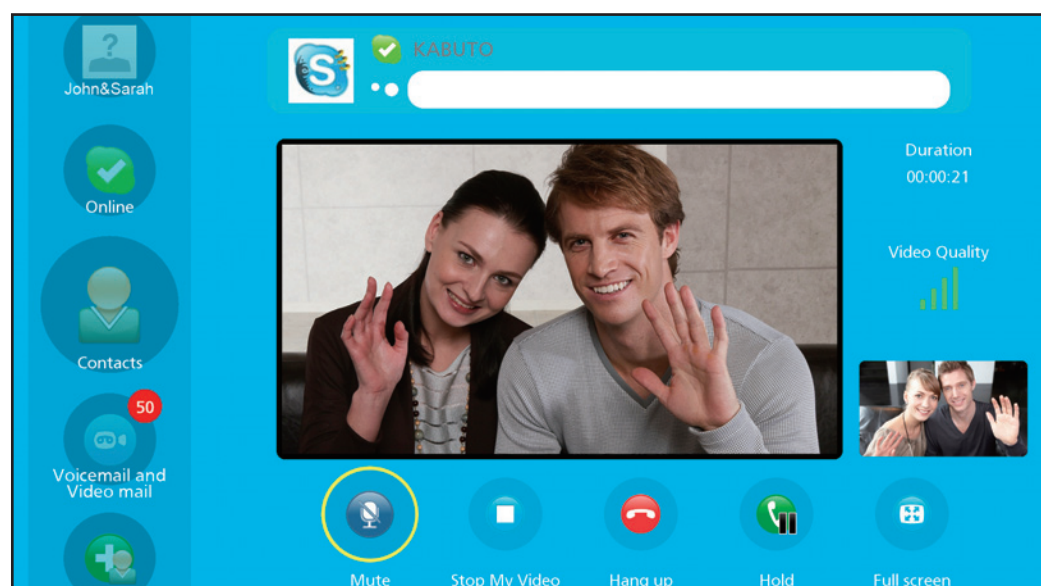 John&Sarah
Online
Contacts
50
Voicemail and
Video mail
S
KABUTO
Duration
00:00:21
Video Quality
Mute
Stop My Video
Hang up
Hold
Full screen